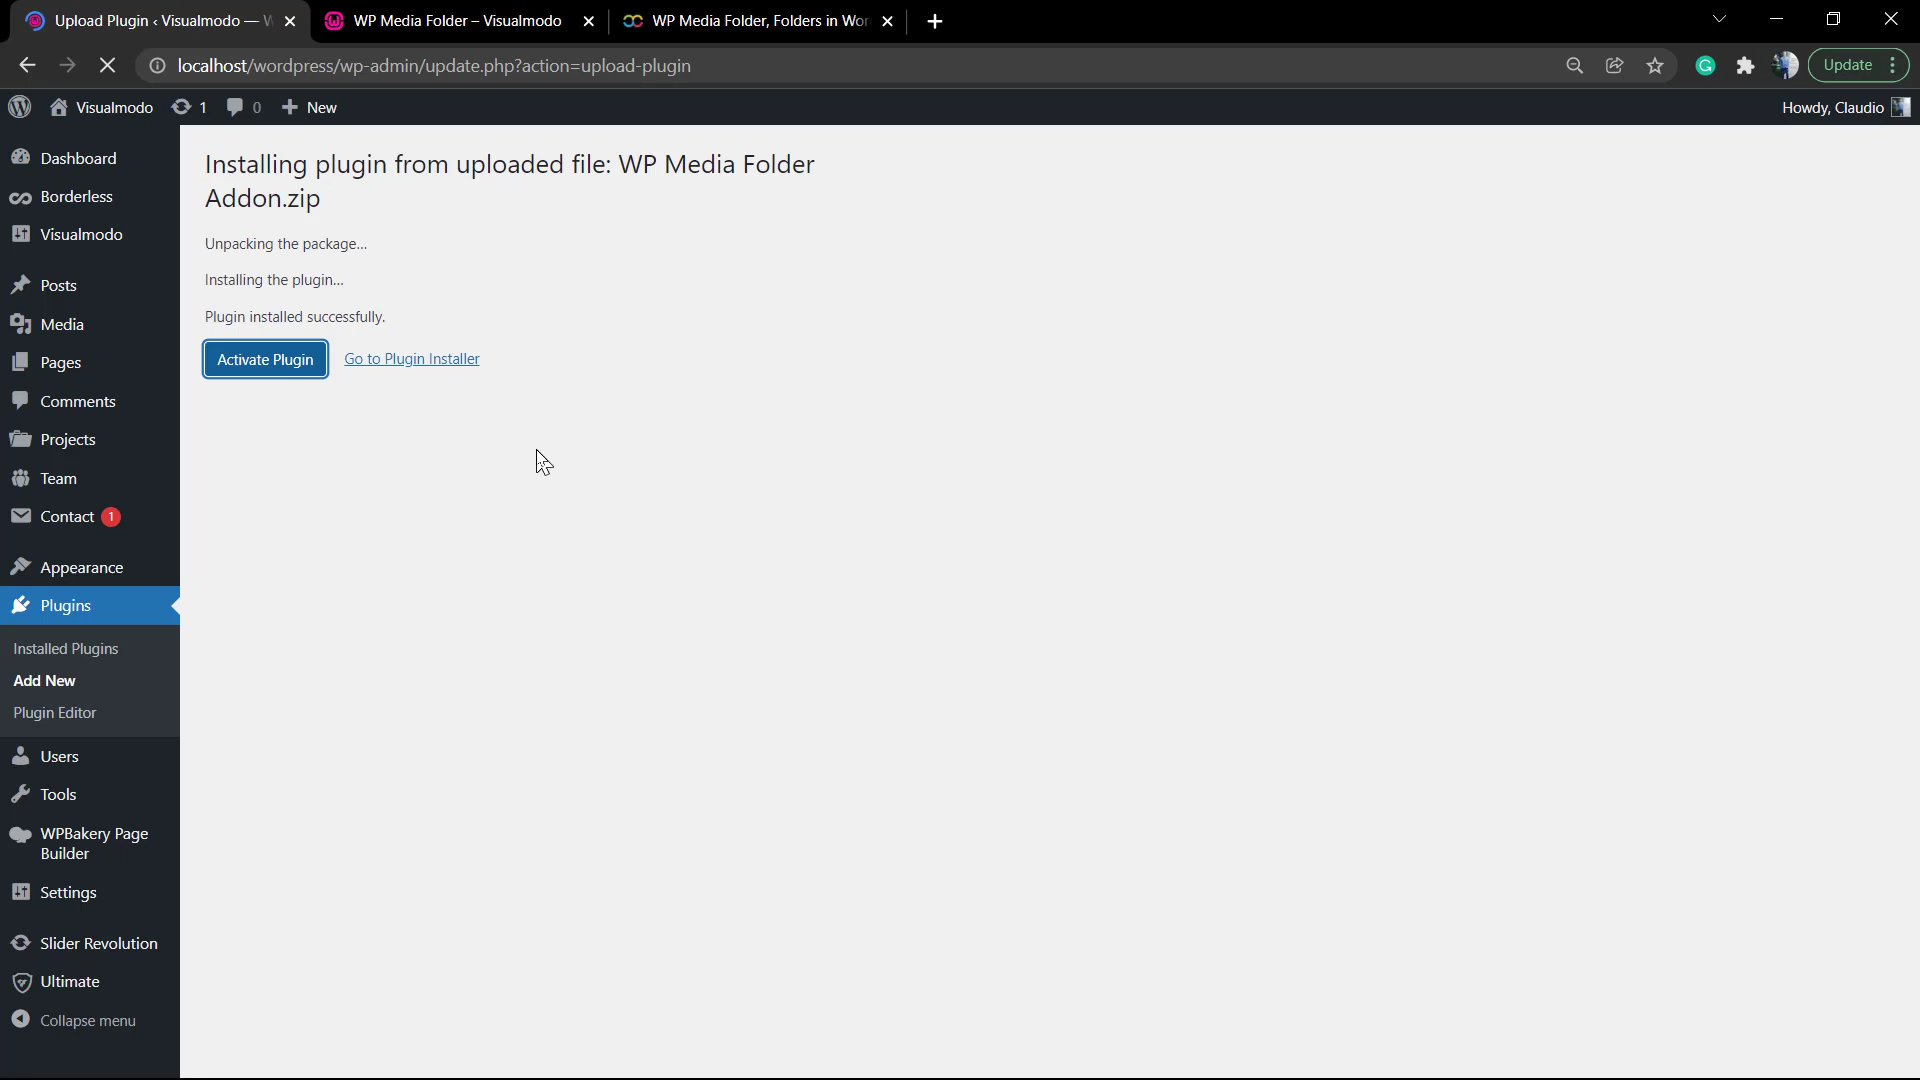 Upload Plugin ‹ Visualmodo — W
WP Media Folder – Visualmodo
WP Media Folder, Folders in Wor
localhost/wordpress/wp-admin/update.php?action=upload-plugin
Update
Visualmodo
1
0
New
Howdy, Claudio
Dashboard
Borderless
Visualmodo
Posts
Media
Pages
Comments
Projects
Team
Contact 1
Appearance
Plugins
Installed Plugins
Add New
Plugin Editor
Users
Tools
WPBakery Page
Builder
Settings
Slider Revolution
Ultimate
Collapse menu
Installing plugin from uploaded file: WP Media Folder
Addon.zip
Unpacking the package…
Installing the plugin…
Plugin installed successfully.
Activate Plugin
Go to Plugin Installer